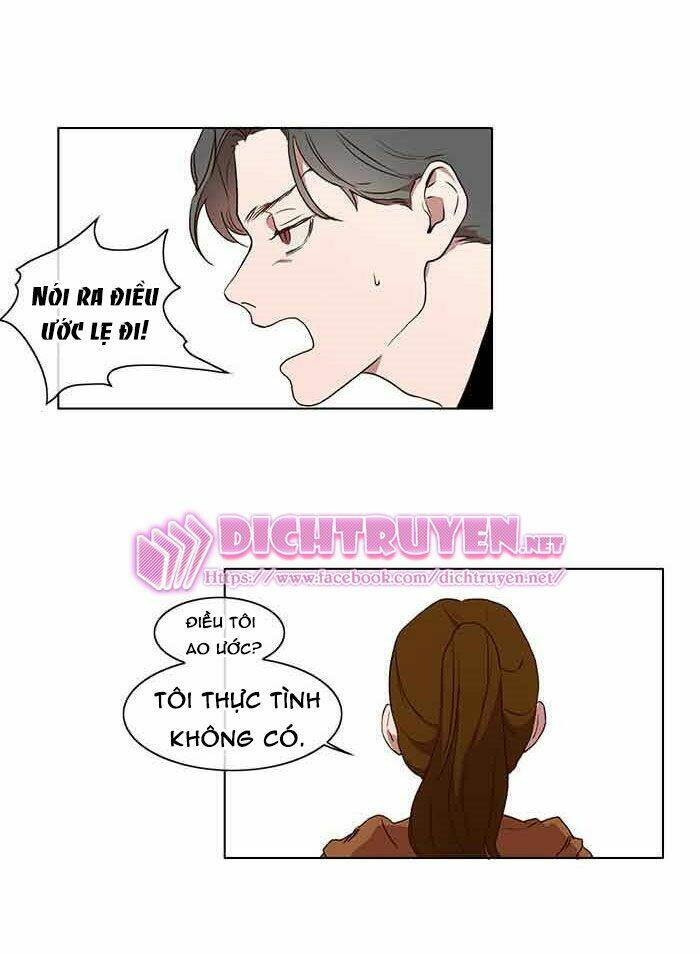 NÓI RA ĐIỀU
ƯỚC LẸ ĐI!
DICHTRUYEN.NET
Https://www.facebook.com/dichtruyen.net/
ĐIỀU TÔI
AO ƯỚC?
TÔI THỰC TÌNH
KHÔNG CÓ.